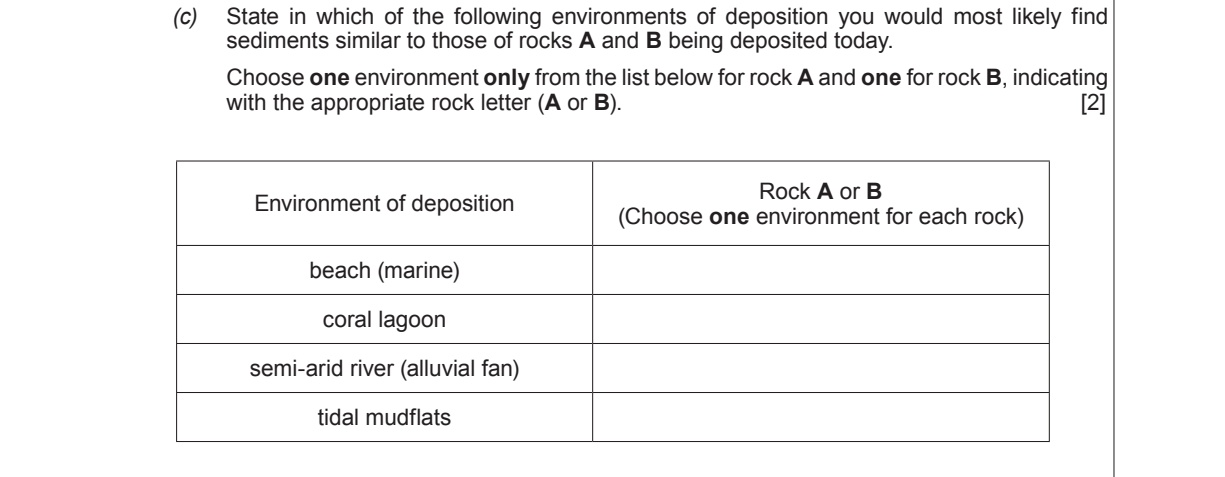 (c) State in which of the following environments of deposition you would most likely find
sediments similar to those of rocks A and B being deposited today.
Choose one environment only from the list below for rock A and one for rock B, indicating
with the appropriate rock letter (A or B). [2]
Environment of deposition
Rock A or B
(Choose one environment for each rock)
beach (marine)
coral lagoon
semi-arid river (alluvial fan)
tidal mudflats